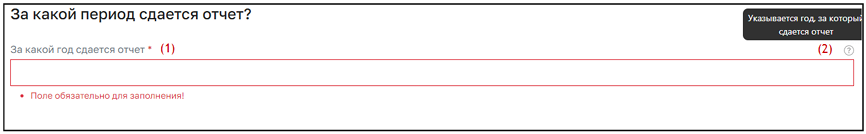 За какой период сдается отчет?
Указывается год, за который
сдается отчет
За какой год сдается отчет * (1)
(2) ?
Поле обязательно для заполнения!